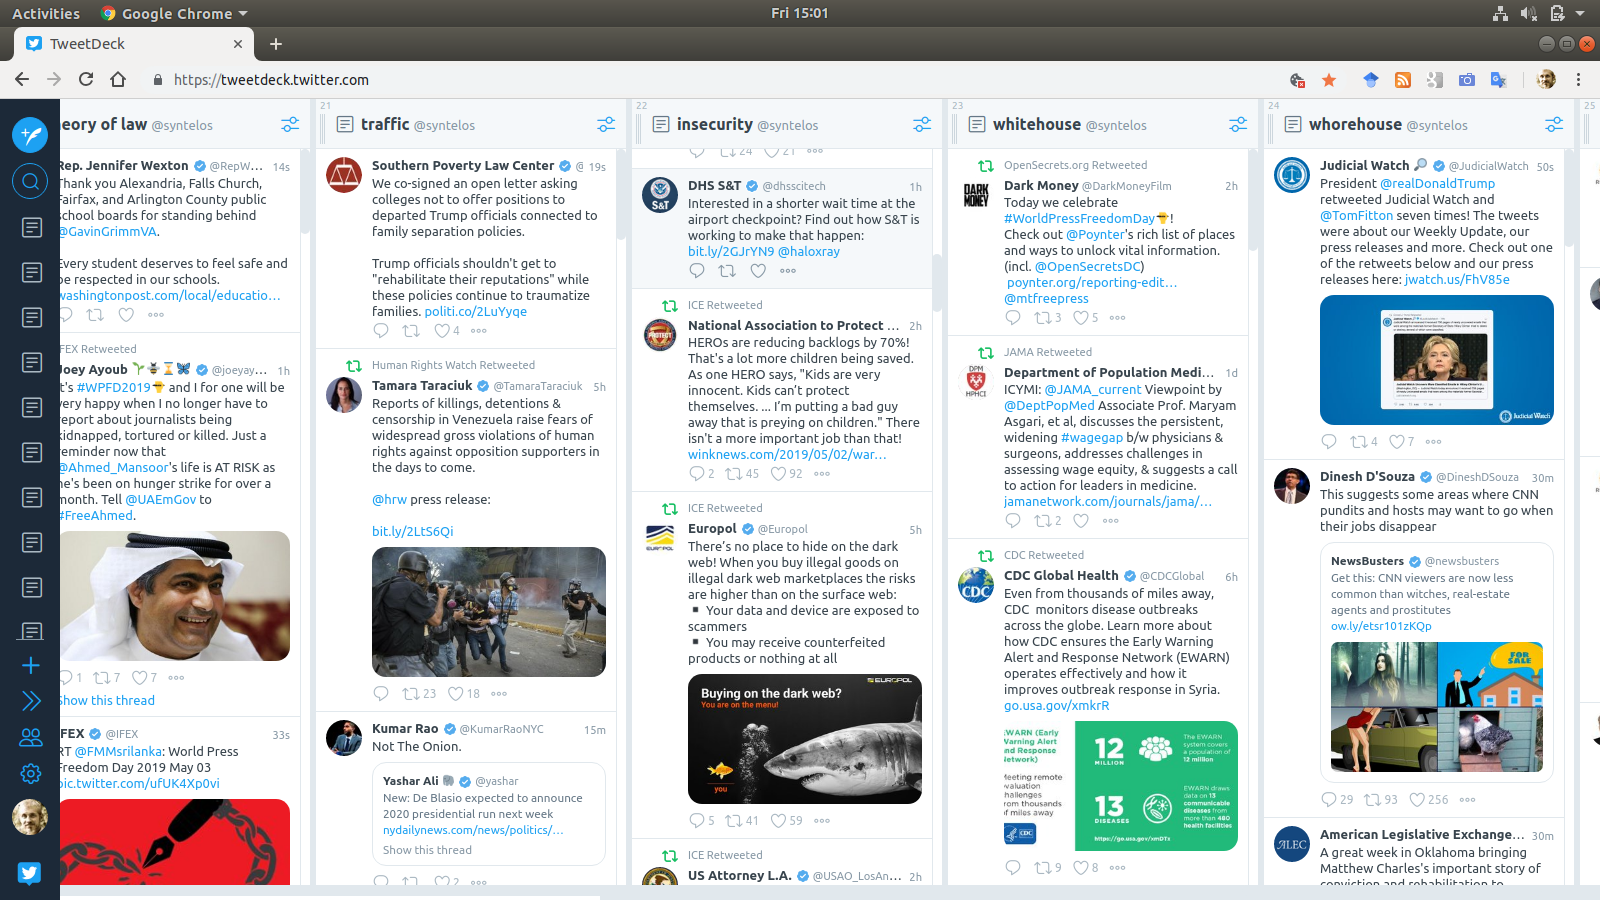 Activities
Google Chrome
Fri 15:01
TweetDeck
https://tweetdeck.twitter.com
eory of law @syntelos
Rep. Jennifer Wexton @RepW... 14s
Thank you Alexandria, Falls Church,
Fairfax, and Arlington County public
school boards for standing behind
@GavinGrimmVA.
Every student deserves to feel safe and
be respected in our schools.
washingtonpost.com/local/educatio...
IFEX Retweeted
Joey Ayoub @joeyay... 1h
It's #WPFD2019 and I for one will be
very happy when I no longer have to
report about journalists being
kidnapped, tortured or killed. Just a
reminder now that
@Ahmed_Mansoor's life is AT RISK as
he's been on hunger strike for over a
month. Tell @UAEmGov to
#FreeAhmed.
1 7 7
Show this thread
IFEX @IFEX 33s
RT @FMMsrilanka: World Press
Freedom Day 2019 May 03
pic.twitter.com/ufUK4Xp0vi
21
traffic @syntelos
Southern Poverty Law Center @ 19s
We co-signed an open letter asking
colleges not to offer positions to
departed Trump officials connected to
family separation policies.
Trump officials shouldn't get to
"rehabilitate their reputations" while
these policies continue to traumatize
families. politi.co/2LuYyqe
4
Human Rights Watch Retweeted
Tamara Taraciuk @TamaraTaraciuk 5h
Reports of killings, detentions &
censorship in Venezuela raise fears of
widespread gross violations of human
rights against opposition supporters in
the days to come.
@hrw press release:
bit.ly/2LtS6Qi
23 18
Kumar Rao @KumarRaoNYC 15m
Not The Onion.
Yashar Ali @yashar
New: De Blasio expected to announce
2020 presidential run next week
nydailynews.com/news/politics/...
Show this thread
2
22
insecurity @syntelos
24 21
DHS S&T @dhsscitech 1h
S&T
Interested in a shorter wait time at the
airport checkpoint? Find out how S&T is
working to make that happen:
bit.ly/2GJrYN9 @haloxray
ICE Retweeted
National Association to Protect ... 2h
PROTECT
HEROs are reducing backlogs by 70%!
That's a lot more children being saved.
As one HERO says, "Kids are very
innocent. Kids can't protect
themselves. ... I'm putting a bad guy
away that is preying on children." There
isn't a more important job than that!
winknews.com/2019/05/02/war...
2 45 92
ICE Retweeted
Europol @Europol 5h
EUROPOL
There's no place to hide on the dark
web! When you buy illegal goods on
illegal dark web marketplaces the risks
are higher than on the surface web:
▪ Your data and device are exposed to
scammers
▪ You may receive counterfeited
products or nothing at all
EUROPOL
Buying on the dark web?
You are on the menu!
you
5 41 59
ICE Retweeted
US Attorney L.A. @USAO_LosAn... 2h
23
whitehouse @syntelos
OpenSecrets.org Retweeted
Dark Money @DarkMoneyFilm 2h
DARK
MONEY
Today we celebrate
#WorldPressFreedomDay!
Check out @Poynter's rich list of places
and ways to unlock vital information.
(incl. @OpenSecretsDC)
poynter.org/reporting-edit...
@mtfreepress
3 5
JAMA Retweeted
Department of Population Medi... 1d
DPM
HPHCI
ICYMI: @JAMA_current Viewpoint by
@DeptPopMed Associate Prof. Maryam
Asgari, et al, discusses the persistent,
widening #wagegap b/w physicians &
surgeons, addresses challenges in
assessing wage equity, & suggests a call
to action for leaders in medicine.
jamanetwork.com/journals/jama/...
2
CDC Retweeted
CDC Global Health @CDCGlobal 6h
CDC
Even from thousands of miles away,
CDC monitors disease outbreaks
across the globe. Learn more about
how CDC ensures the Early Warning
Alert and Response Network (EWARN)
operates effectively and how it
improves outbreak response in Syria.
go.usa.gov/xmkrR
WARN (Early
Varning Alert
nd Response
etwork)
eeting remote
valuation
hallenges
rom thousands
f miles away
CDC
12
MILLION
The EWARN
system covers
a population of
12 million
13
DISEASES
EWARN draws
data on 13
communicable
diseases from
more than 480
health facilities
https://go.usa.gov/xmDTx
9 8
24
whorehouse @syntelos
Judicial Watch @JudicialWatch 50s
President @realDonaldTrump
retweeted Judicial Watch and
@TomFitton seven times! The tweets
were about our Weekly Update, our
press releases and more. Check out one
of the retweets below and our press
releases here: jwatch.us/FhV85e
Judicial Watch
4 7
Dinesh D'Souza @DineshDSouza 30m
This suggests some areas where CNN
pundits and hosts may want to go when
their jobs disappear
NewsBusters @newsbusters
Get this: CNN viewers are now less
common than witches, real-estate
agents and prostitutes
ow.ly/etsr101zKQp
FOR
SALE
29 93 256
American Legislative Exchange... 30m
ALEC
A great week in Oklahoma bringing
Matthew Charles's important story of
conviction and rehabilitation to
25